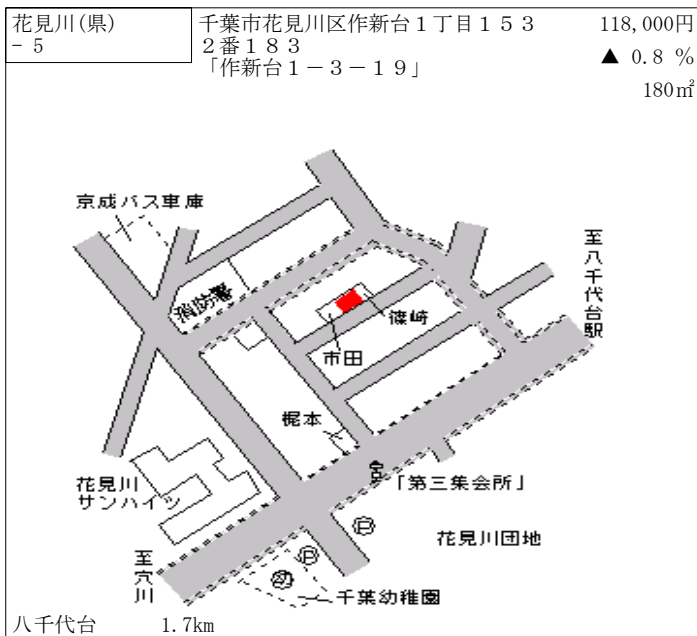 花見川(県)
- 5
千葉市花見川区作新台１丁目１５３
２番１８３
「作新台１－３－１９」
118,000円
▲ 0.8 %
180㎡
京成バス車庫
至八千代台駅
消防署
篠崎
市田
梶本
「第三集会所」
花見川
サンハイツ
花見川団地
至穴川
幼
千葉幼稚園
八千代台 1.7km